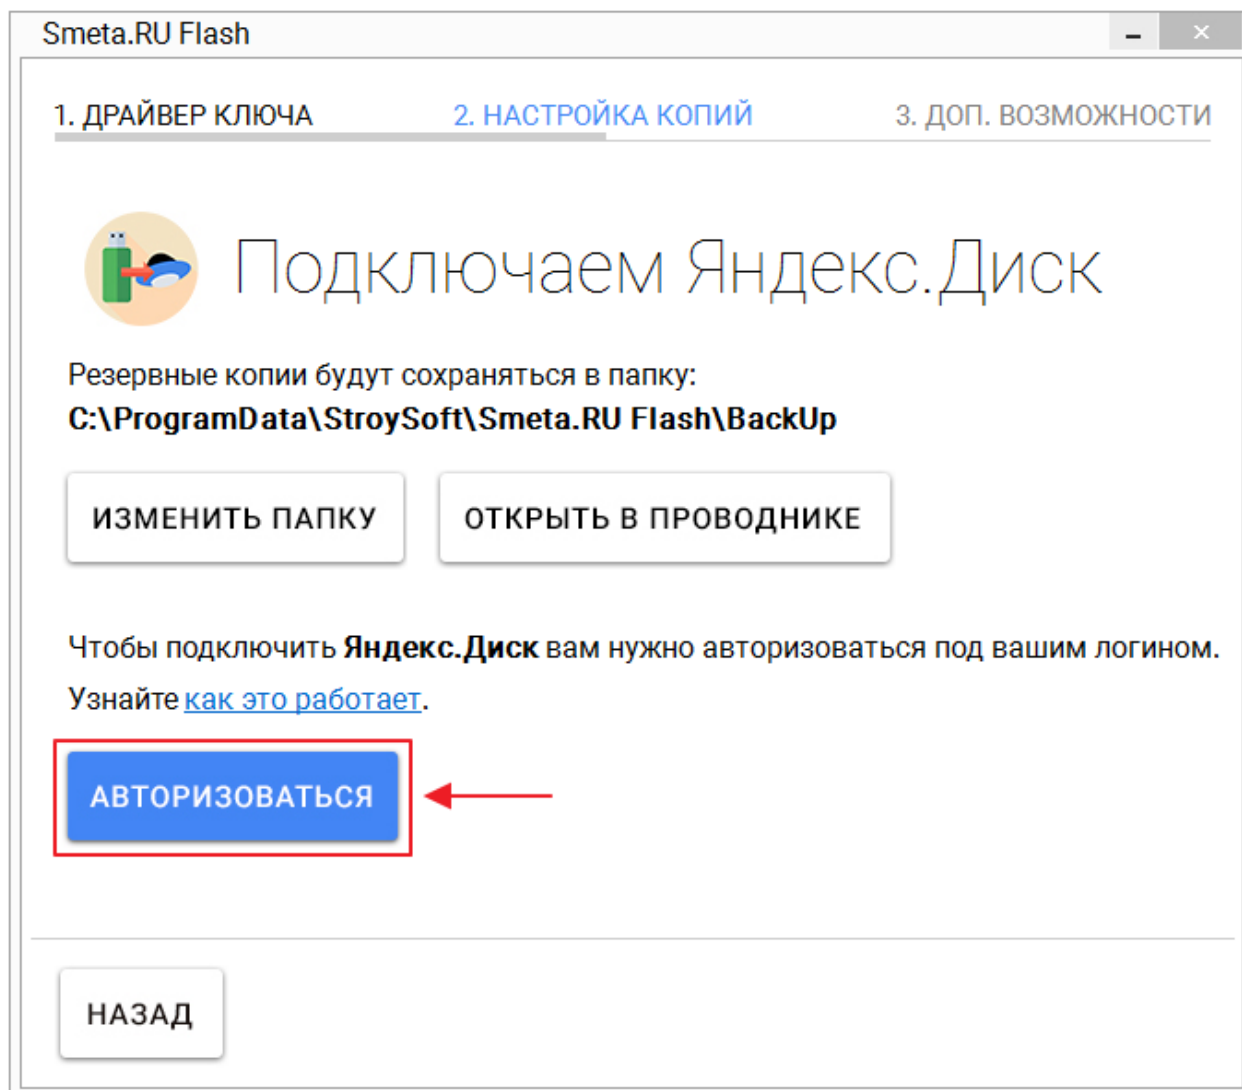 Smeta.RU Flash
1. ДРАЙВЕР КЛЮЧА 2. НАСТРОЙКА КОПИЙ 3. ДОП. ВОЗМОЖНОСТИ
Подключаем Яндекс.Диск
Резервные копии будут сохраняться в папку:
C:\ProgramData\StroySoft\Smeta.RU Flash\BackUp
ИЗМЕНИТЬ ПАПКУ ОТКРЫТЬ В ПРОВОДНИКЕ
Чтобы подключить Яндекс.Диск вам нужно авторизоваться под вашим логином.
Узнайте как это работает.
АВТОРИЗОВАТЬСЯ
НАЗАД